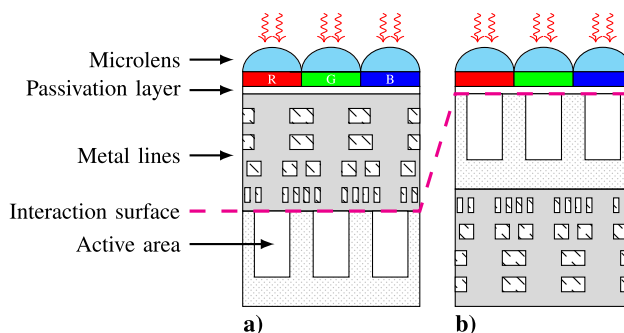 Microlens
R G B
Passivation layer
Metal lines
Interaction surface
Active area
a) b)